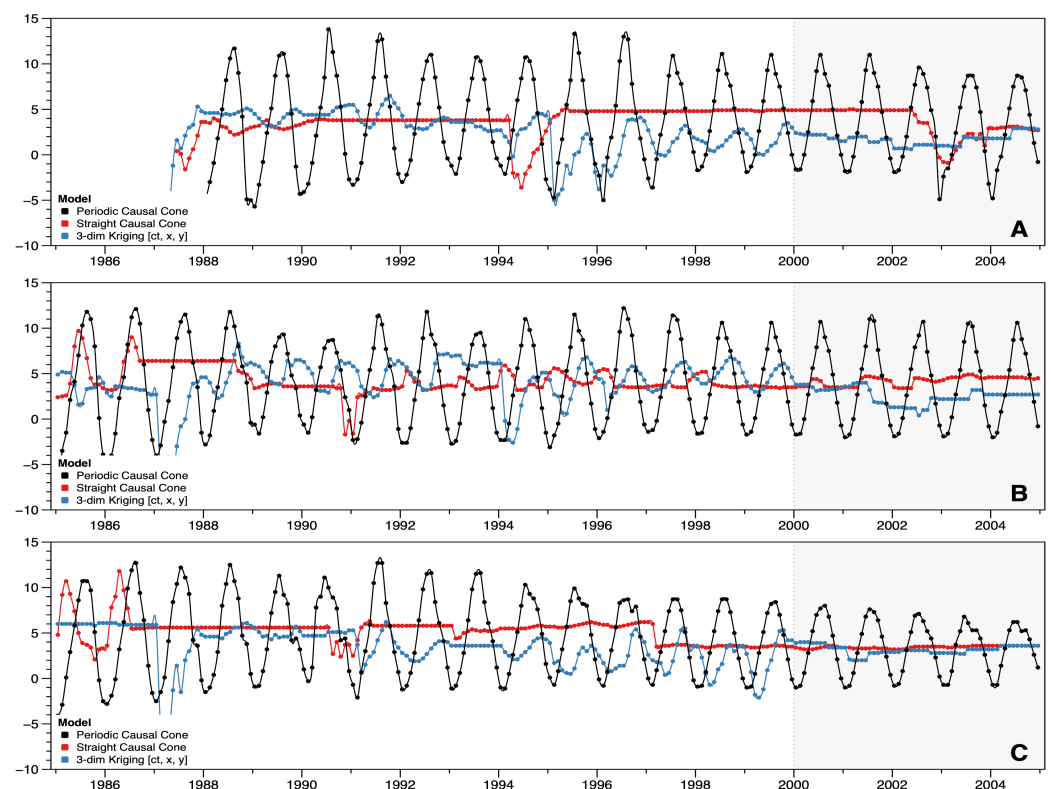 15
10
5
0
−5
−10
Model
Periodic Causal Cone
Straight Causal Cone
3-dim Kriging [ct, x, y]
A
1986 1988 1990 1992 1994 1996 1998 2000 2002 2004
15
10
5
0
−5
−10
Model
Periodic Causal Cone
Straight Causal Cone
3-dim Kriging [ct, x, y]
B
1986 1988 1990 1992 1994 1996 1998 2000 2002 2004
15
10
5
0
−5
−10
Model
Periodic Causal Cone
Straight Causal Cone
3-dim Kriging [ct, x, y]
C
1986 1988 1990 1992 1994 1996 1998 2000 2002 2004